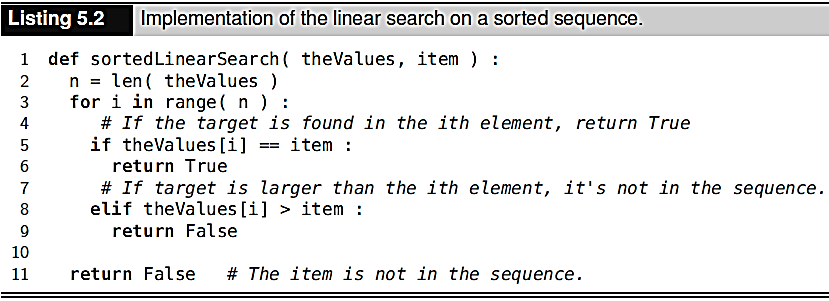 Listing 5.2 Implementation of the linear search on a sorted sequence.
1 def sortedLinearSearch( theValues, item ) :
2   n = len( theValues )
3   for i in range( n ) :
4      # If the target is found in the ith element, return True
5     if theValues[i] == item :
6       return True
7      # If target is larger than the ith element, it's not in the sequence.
8     elif theValues[i] > item :
9       return False
10
11   return False   # The item is not in the sequence.